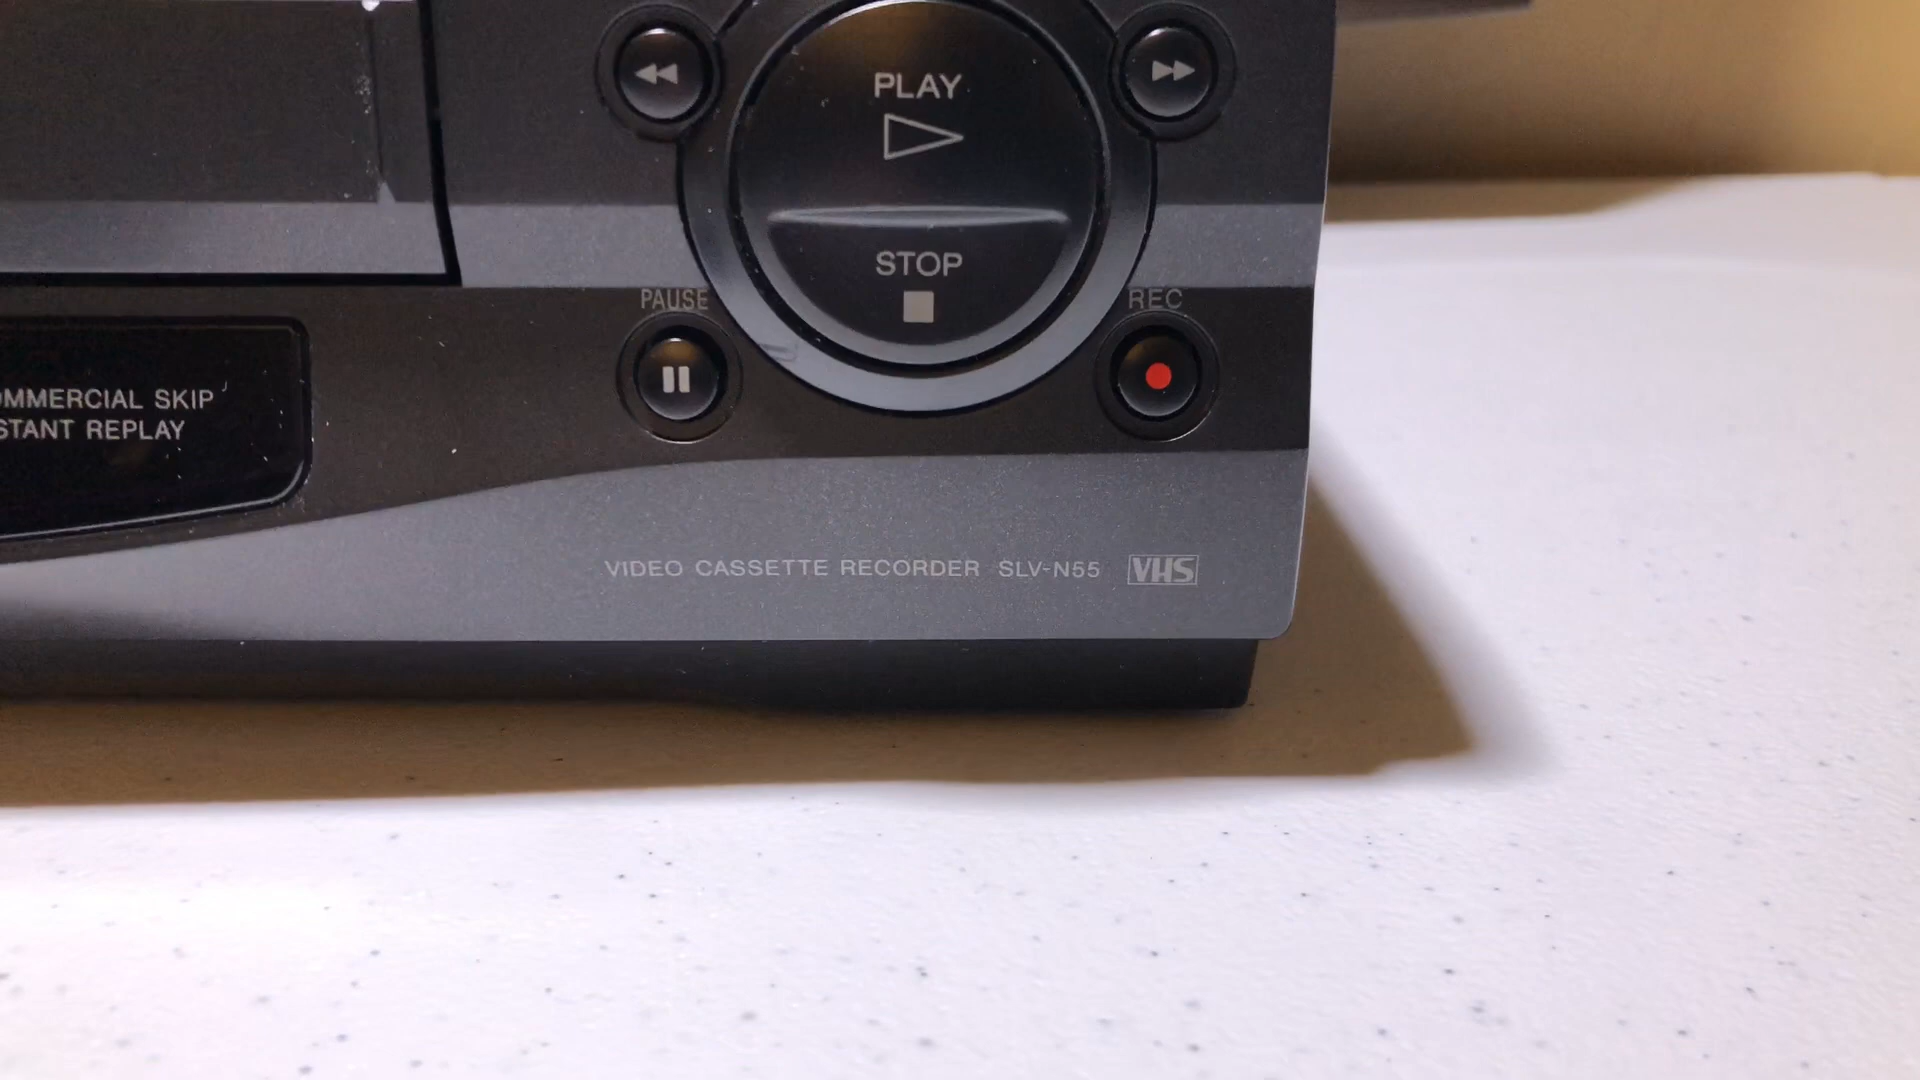 PLAY
STOP
PAUSE
REC
OMMERCIAL SKIP
STANT REPLAY
VIDEO CASSETTE RECORDER SLV-N55 VHS